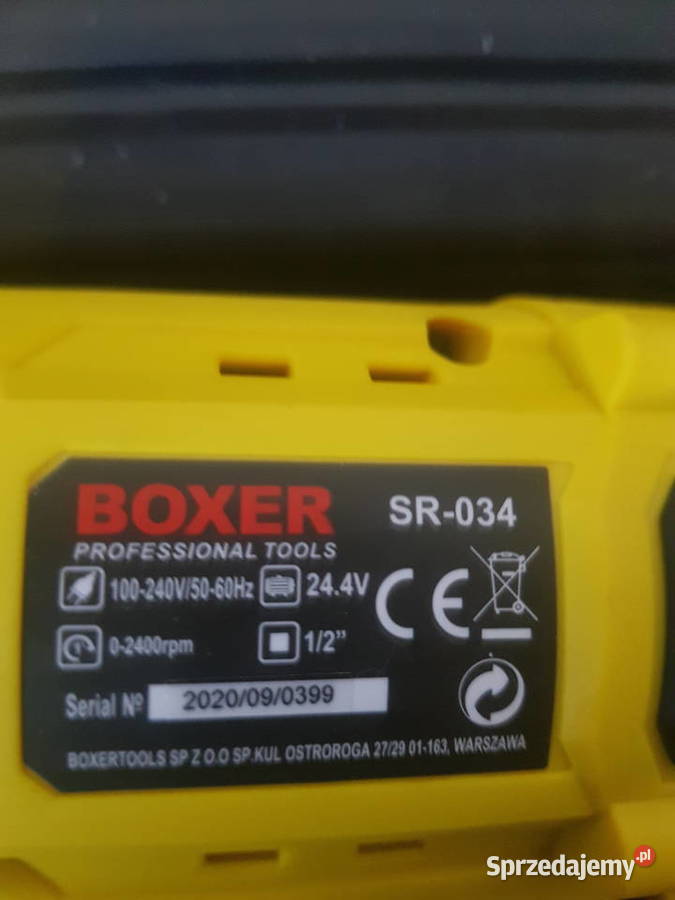 BOXER SR-034
PROFESSIONAL TOOLS
100-240V/50-60Hz 24.4V
0-2400rpm 1/2”
Serial Nº 2020/09/0399
BOXERTOOLS SP Z O.O SP.KUL OSTROROGA 27/29 01-163, WARSZAWA
Sprzedajemy.pl